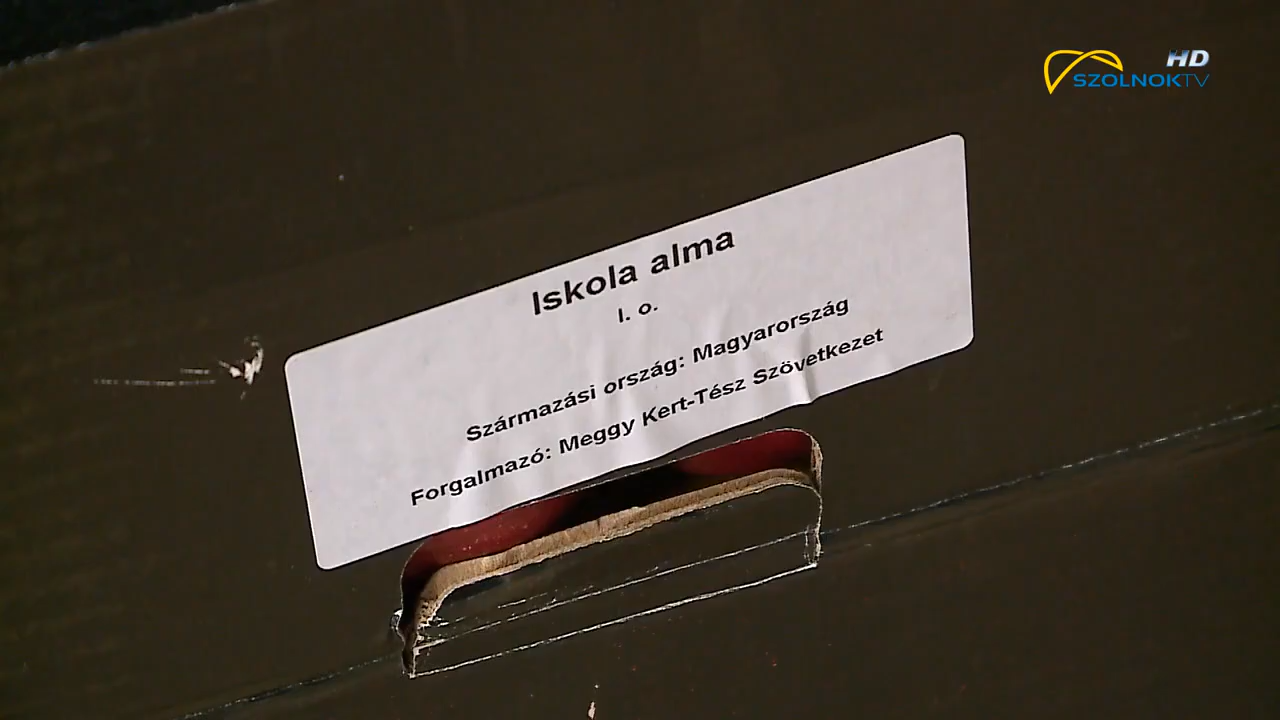 HD
SZOLNOKTV
Iskola alma
I. o.
Származási ország: Magyarország
Forgalmazó: Meggy Kert-Tész Szövetkezet